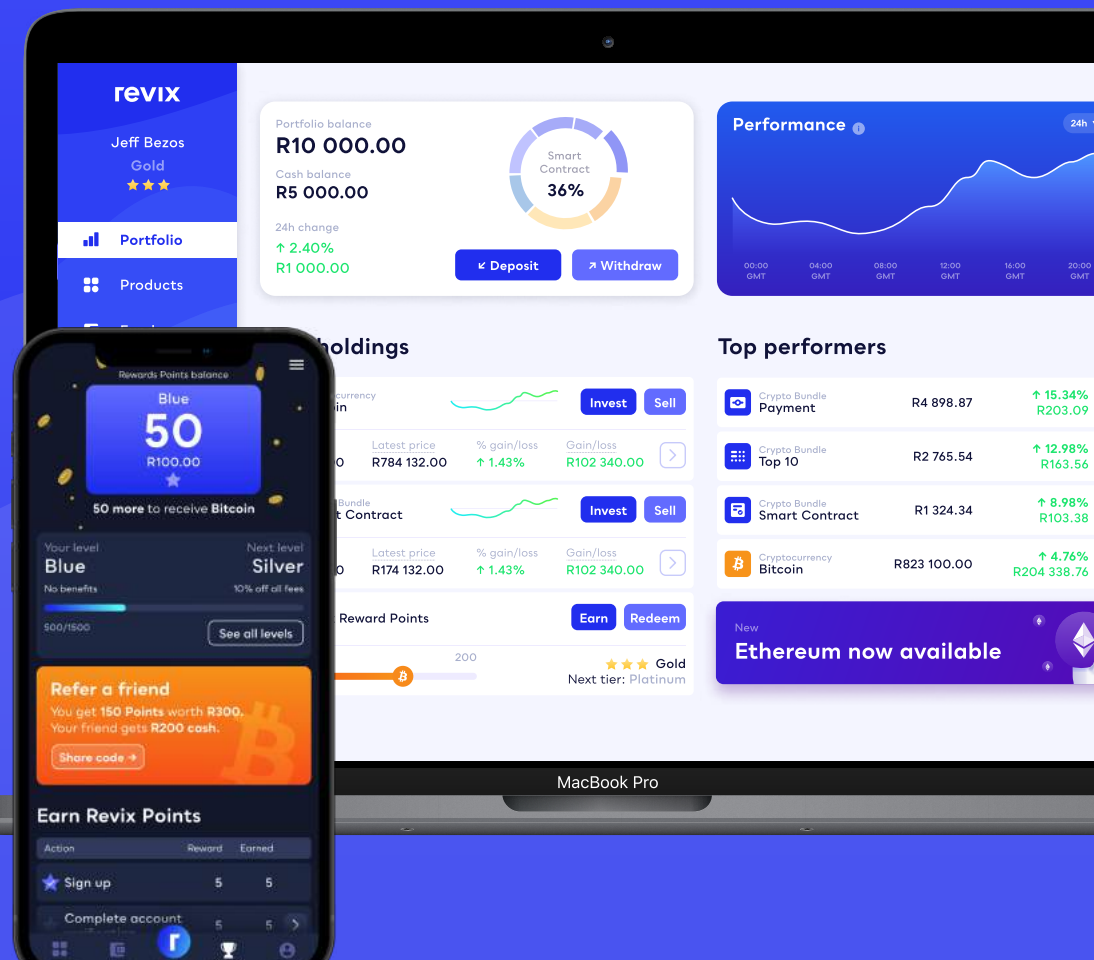 revix
Jeff Bezos
Gold
Portfolio
Products
Portfolio balance
R10 000.00
Cash balance
R5 000.00
24h change
↑ 2.40%
R1 000.00
Smart
Contract
36%
↙ Deposit
↗ Withdraw
Performance
24h
00:00 04:00 08:00 12:00 16:00 20:00
GMT GMT GMT GMT GMT GMT
holdings
currency
in
Invest Sell
Latest price % gain/loss Gain/loss
0 R784 132.00 ↑ 1.43% R102 340.00
Bundle
t Contract
Invest Sell
Latest price % gain/loss Gain/loss
0 R174 132.00 ↑ 1.43% R102 340.00
Reward Points
Earn Redeem
200
Gold
Next tier: Platinum
Top performers
Crypto Bundle
Payment R4 898.87 ↑ 15.34%
R203.09
Crypto Bundle
Top 10 R2 765.54 ↑ 12.98%
R163.56
Crypto Bundle
Smart Contract R1 324.34 ↑ 8.98%
R103.38
Cryptocurrency
Bitcoin R823 100.00 ↑ 4.76%
R204 338.76
New
Ethereum now available
MacBook Pro
Rewards Points balance
Blue
50
R100.00
50 more to receive Bitcoin
Your level Next level
Blue Silver
No benefits 10% off all fees
500/1500
See all levels
Refer a friend
You get 150 Points worth R300.
Your friend gets R200 cash.
Share code →
Earn Revix Points
Action Reward Earned
Sign up 5 5
Complete account 5 5
r